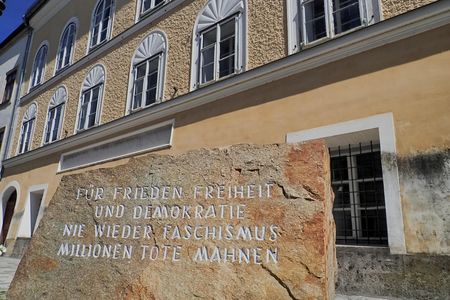 FÜR FRIEDEN FREIHEIT
UND DEMOKRATIE
NIE WIEDER FASCHISMUS
MILLIONEN TOTE MAHNEN